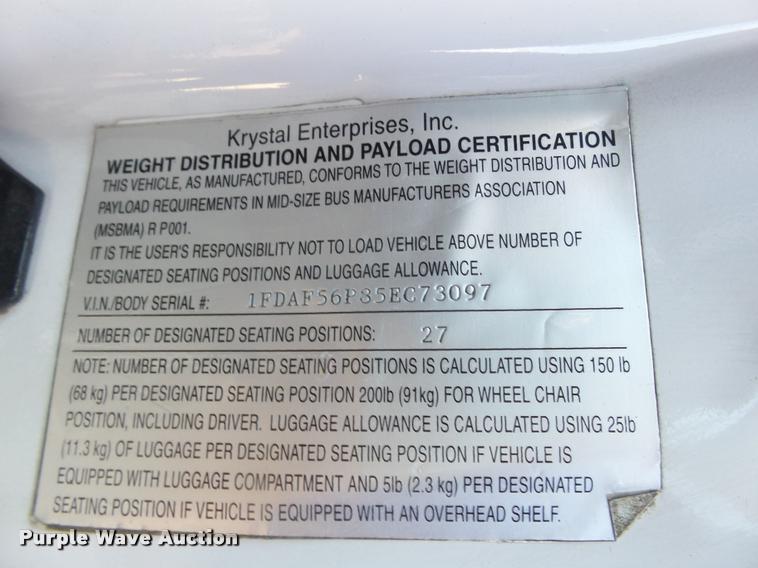 Krystal Enterprises, Inc.
WEIGHT DISTRIBUTION AND PAYLOAD CERTIFICATION
THIS VEHICLE, AS MANUFACTURED, CONFORMS TO THE WEIGHT DISTRIBUTION AND
PAYLOAD REQUIREMENTS IN MID-SIZE BUS MANUFACTURERS ASSOCIATION
(MSBMA) R P001.
IT IS THE USER'S RESPONSIBILITY NOT TO LOAD VEHICLE ABOVE NUMBER OF
DESIGNATED SEATING POSITIONS AND LUGGAGE ALLOWANCE.
V.I.N./BODY SERIAL #: 1FDAF56P85EC73097
NUMBER OF DESIGNATED SEATING POSITIONS: 27
NOTE: NUMBER OF DESIGNATED SEATING POSITIONS IS CALCULATED USING 150 lb
(68 kg) PER DESIGNATED SEATING POSITION 200lb (91kg) FOR WHEEL CHAIR
POSITION, INCLUDING DRIVER. LUGGAGE ALLOWANCE IS CALCULATED USING 25lb
(11.3 kg) OF LUGGAGE PER DESIGNATED SEATING POSITION IF VEHICLE IS
EQUIPPED WITH LUGGAGE COMPARTMENT AND 5lb (2.3 kg) PER DESIGNATED
SEATING POSITION IF VEHICLE IS EQUIPPED WITH AN OVERHEAD SHELF.
Purple Wave Auction